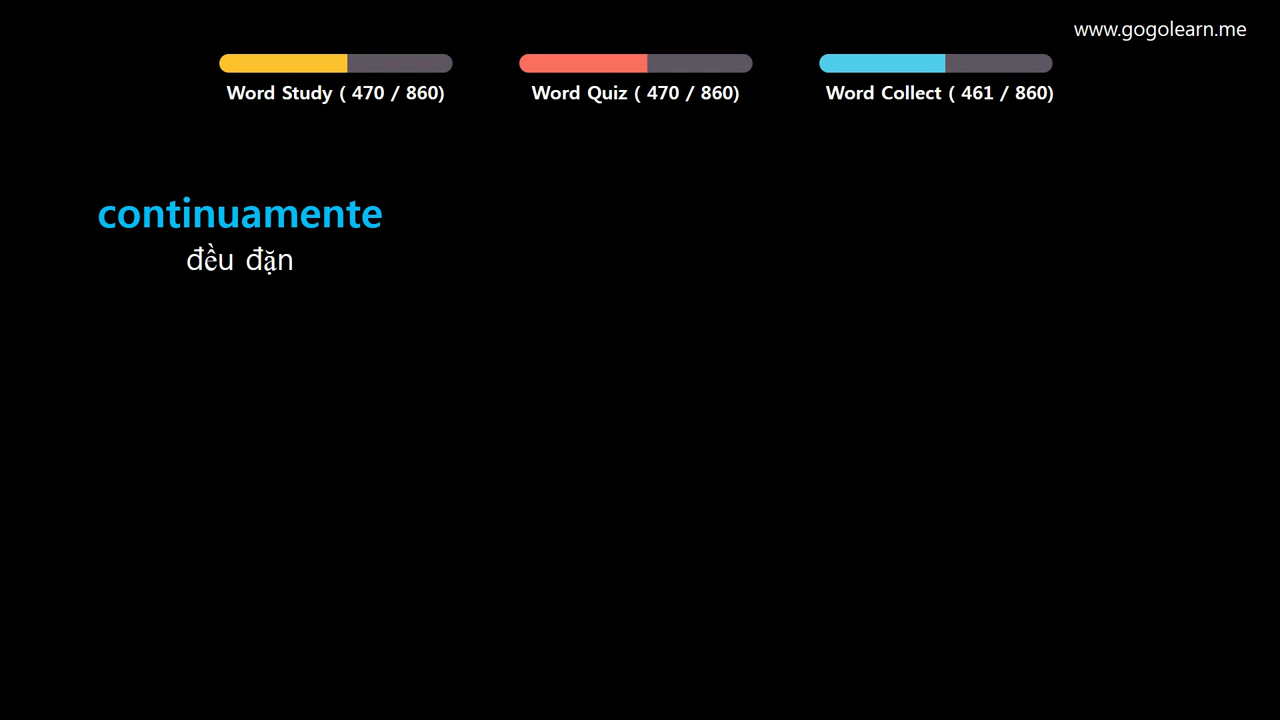 www.gogolearn.me
Word Study ( 470 / 860)
Word Quiz ( 470 / 860)
Word Collect ( 461 / 860)
continuamente
đều đặn